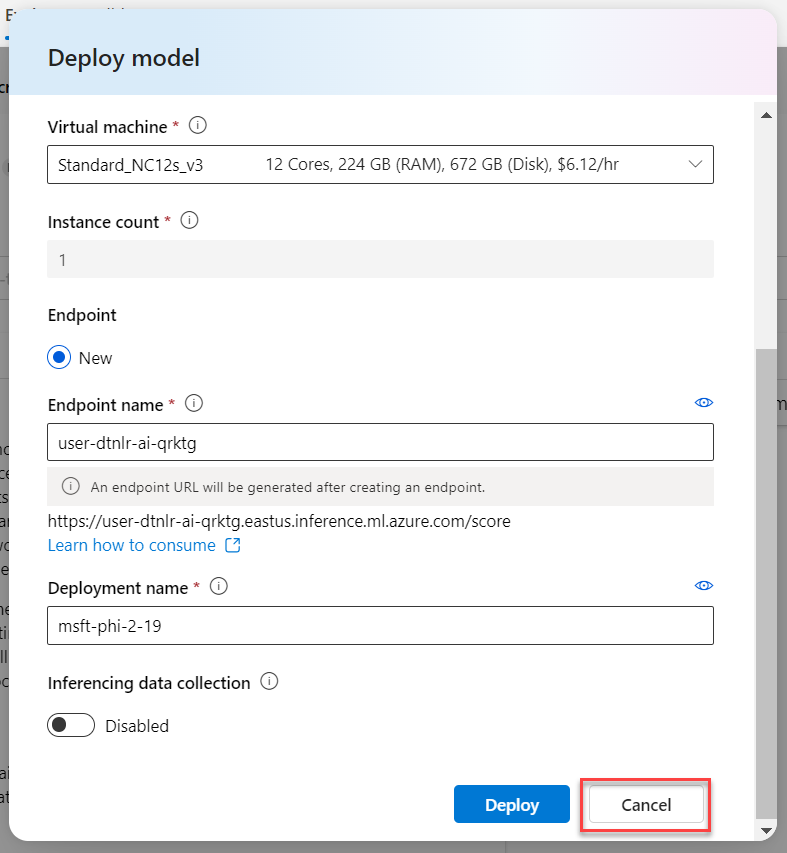 Deploy model
Virtual machine *
Standard_NC12s_v3 12 Cores, 224 GB (RAM), 672 GB (Disk), $6.12/hr
Instance count *
1
Endpoint
New
Endpoint name *
user-dtnlr-ai-qrktg
An endpoint URL will be generated after creating an endpoint.
https://user-dtnlr-ai-qrktg.eastus.inference.ml.azure.com/score
Learn how to consume
Deployment name *
msft-phi-2-19
Inferencing data collection
Disabled
Deploy Cancel